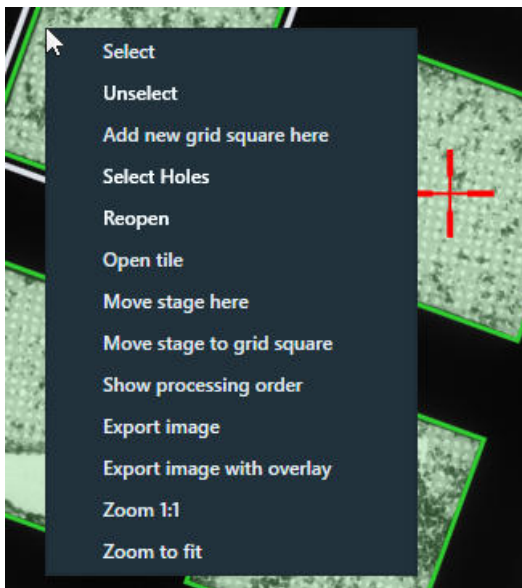 Select
Unselect
Add new grid square here
Select Holes
Reopen
Open tile
Move stage here
Move stage to grid square
Show processing order
Export image
Export image with overlay
Zoom 1:1
Zoom to fit